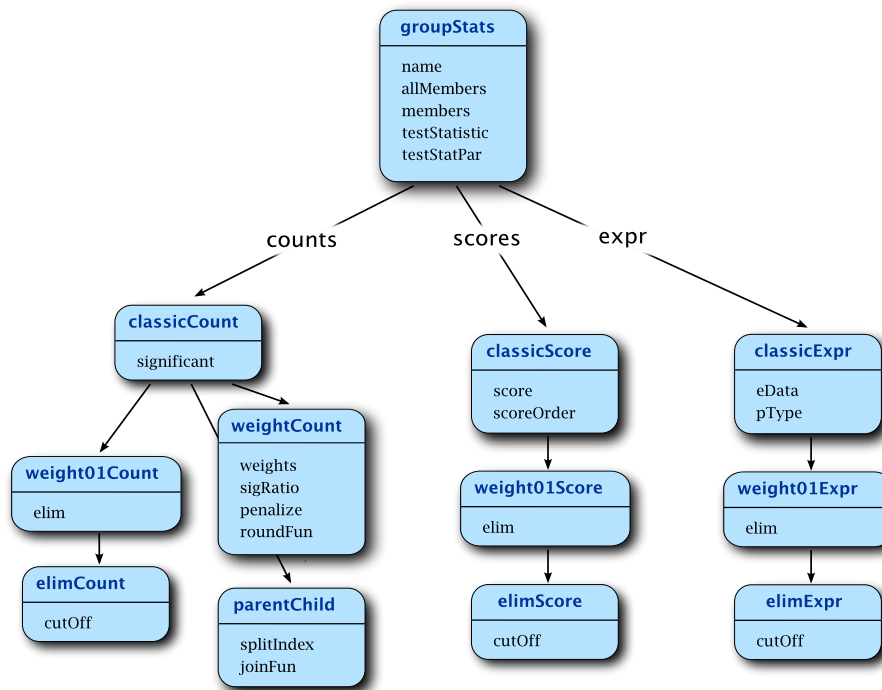 groupStats
name
allMembers
members
testStatistic
testStatPar
counts
scores
expr
classicCount
significant
classicScore
score
scoreOrder
classicExpr
eData
pType
weightCount
weights
sigRatio
penalize
roundFun
weight01Count
elim
weight01Score
elim
weight01Expr
elim
elimCount
cutOff
parentChild
splitIndex
joinFun
elimScore
cutOff
elimExpr
cutOff